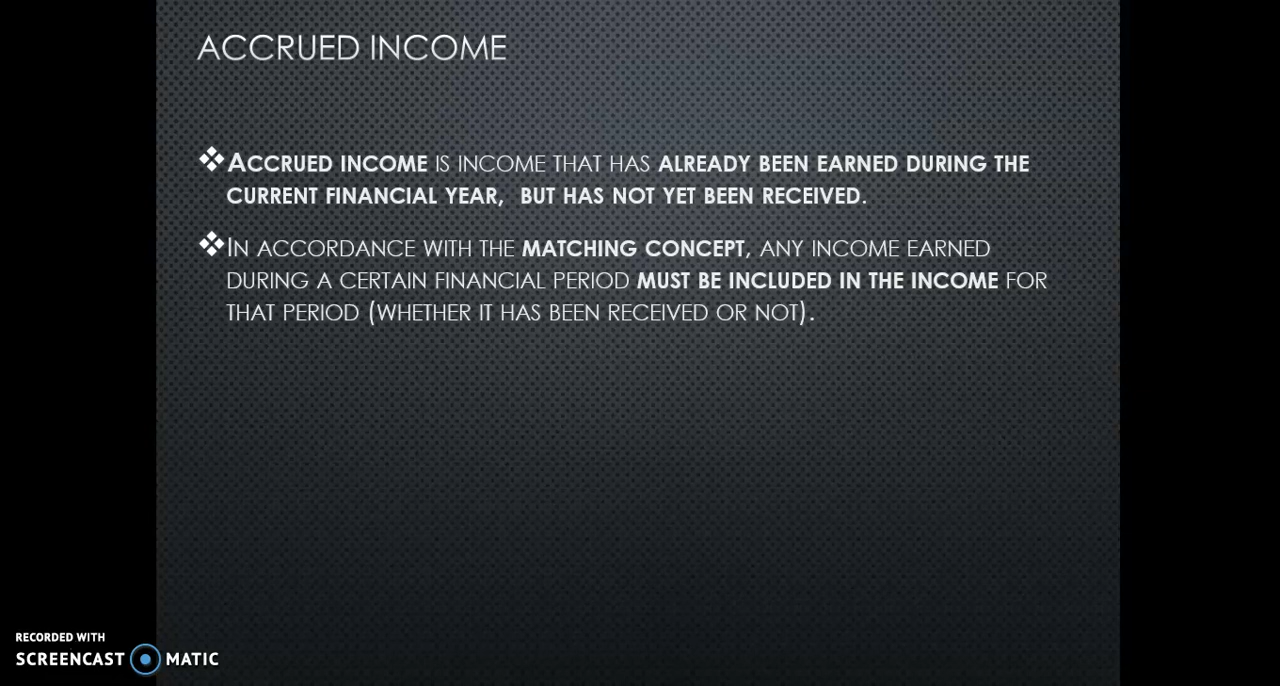 ACCRUED INCOME
❖ACCRUED INCOME IS INCOME THAT HAS ALREADY BEEN EARNED DURING THE
CURRENT FINANCIAL YEAR, BUT HAS NOT YET BEEN RECEIVED.
❖IN ACCORDANCE WITH THE MATCHING CONCEPT, ANY INCOME EARNED
DURING A CERTAIN FINANCIAL PERIOD MUST BE INCLUDED IN THE INCOME FOR
THAT PERIOD (WHETHER IT HAS BEEN RECEIVED OR NOT).
RECORDED WITH
SCREENCAST MATIC